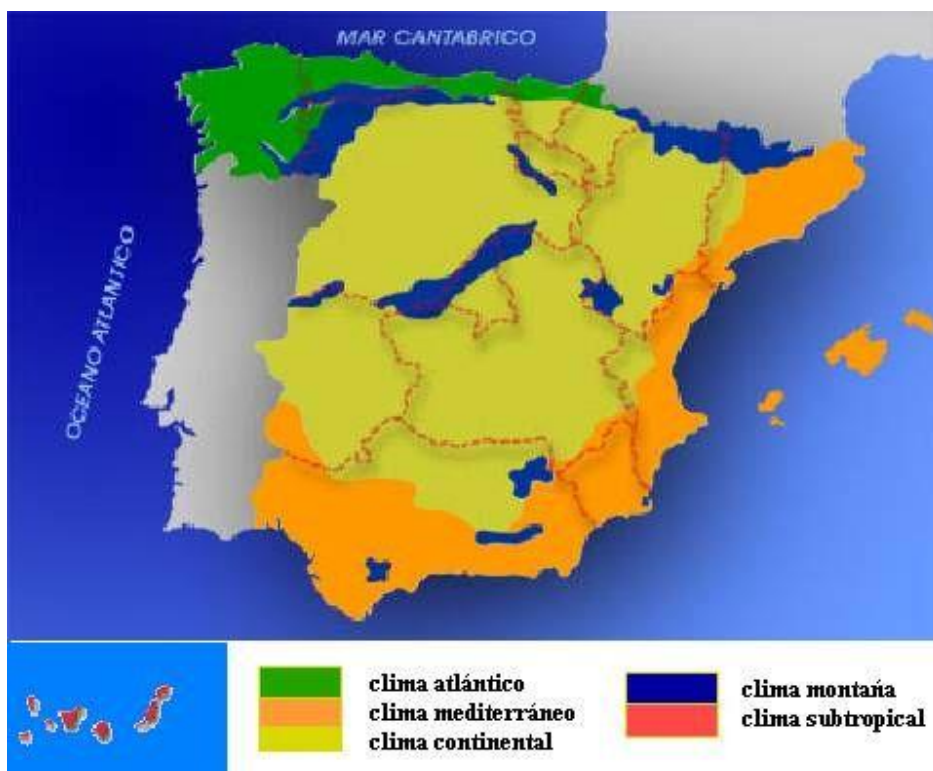 MAR CANTABRICO
OCEANO ATLANTICO
clima atlántico
clima mediterráneo
clima continental
clima montaña
clima subtropical